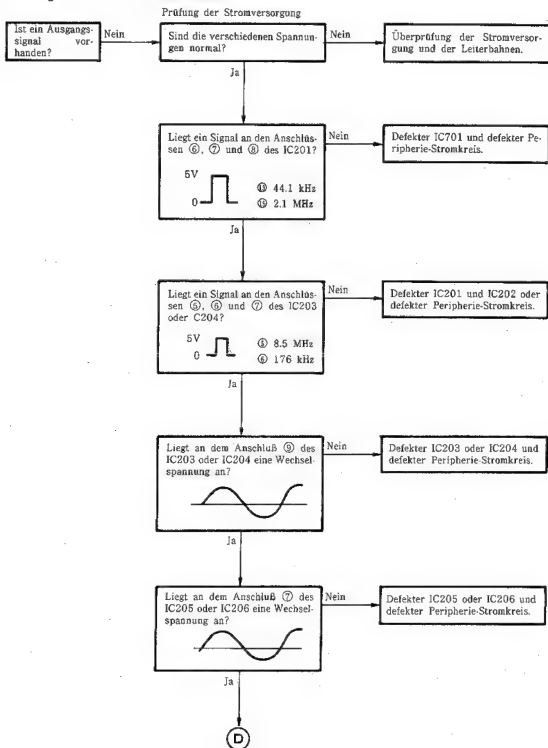 Prüfung der Stromversorgung
Ist ein Ausgangs-
signal vor-
handen?
Nein
Sind die verschiedenen Spannun-
gen normal?
Nein
Überprüfung der Stromversor-
gung und der Leiterbahnen.
Ja
Liegt ein Signal an den Anschlüs-
sen ⑥, ⑦ und ⑧ des IC201?
Nein
Defekter IC701 und defekter Pe-
ripherie-Stromkreis.
5V
0
44.1 kHz
2.1 MHz
Ja
Liegt ein Signal an den Anschlüs-
sen ⑤, ⑥ und ⑦ des IC203
oder C204?
Nein
Defekter IC201 und IC202 oder
defekter Peripherie-Stromkreis.
5V
0
8.5 MHz
176 kHz
Ja
Liegt an dem Anschluß ⑨ des
IC203 oder IC204 eine Wechsel-
spannung an?
Nein
Defekter IC203 oder IC204 und
defekter Peripherie-Stromkreis.
Ja
Liegt an dem Anschluß ⑦ des
IC205 oder IC206 eine Wechsel-
spannung an?
Nein
Defekter IC205 oder IC206 und
defekter Peripherie-Stromkreis.
Ja
D